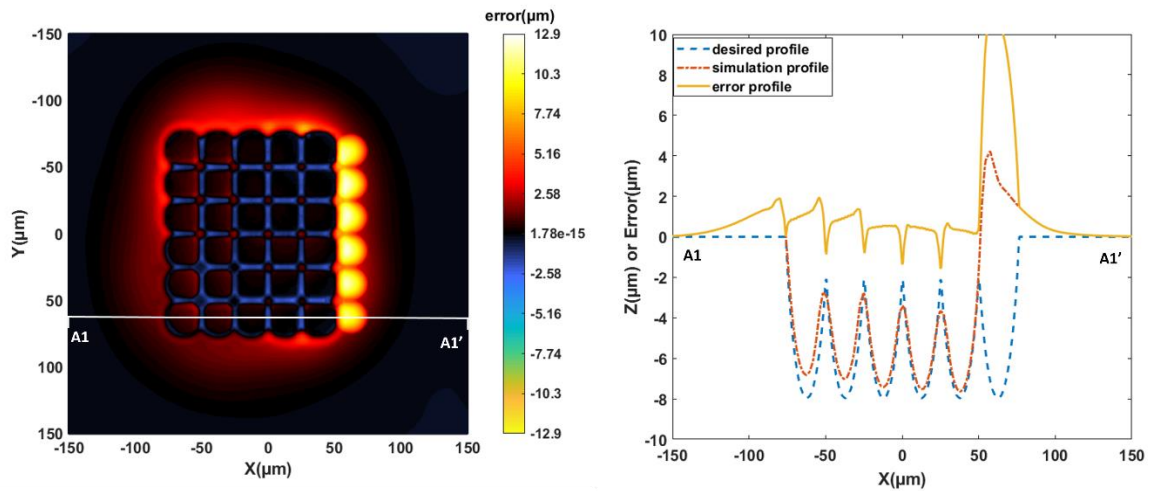 error(µm)
-150
-100
-50
0
50
100
150
Y(µm)
-150 -100 -50 0 50 100 150
X(µm)
A1
A1’
12.9
10.3
7.74
5.16
2.58
1.78e-15
-2.58
-5.16
-7.74
-10.3
-12.9
10
8
6
4
2
0
-2
-4
-6
-8
-10
Z(µm) or Error(µm)
desired profile
simulation profile
error profile
A1
A1’
-150 -100 -50 0 50 100 150
X(µm)